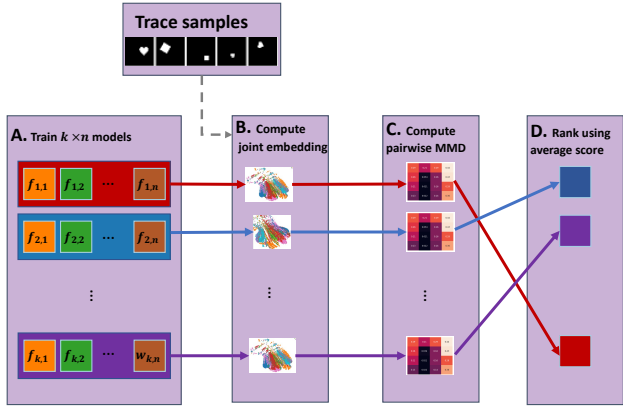 Trace samples
A. Train k × n models
B. Compute
joint embedding
C. Compute
pairwise MMD
D. Rank using
average score
f1,1 f1,2 ⋯ f1,n
f2,1 f2,2 ⋯ f2,n
⋮ ⋮ ⋮
fk,1 fk,2 ⋯ wk,n